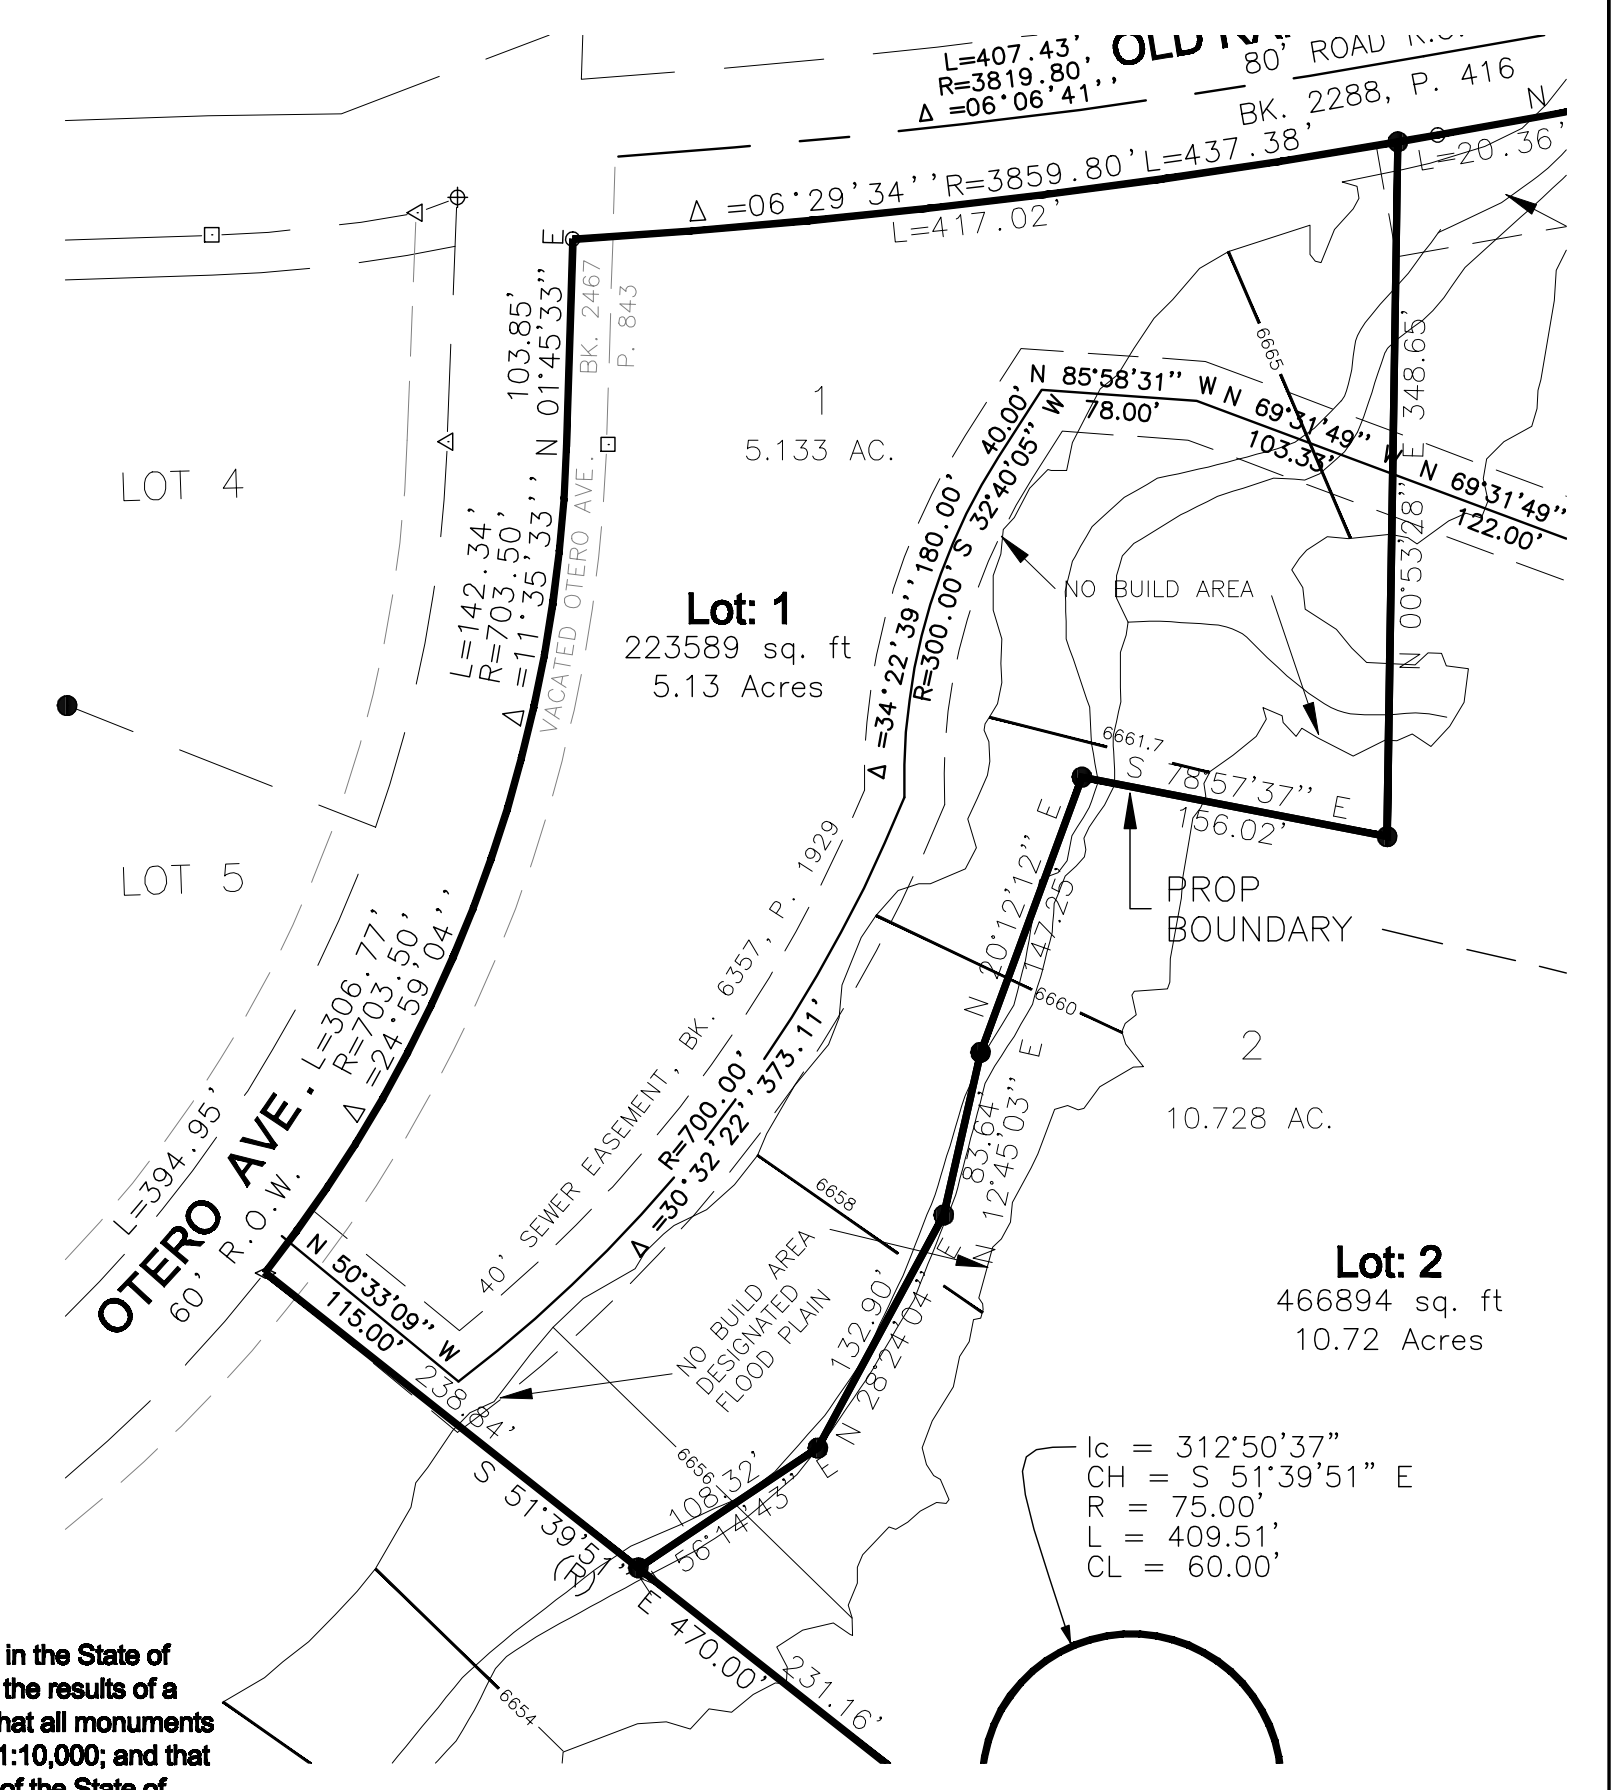 L=407.43'
R=3819.80'
Δ =06°06'41''
80' ROAD
BK. 2288, P. 416
N
L=20.36'
Δ =06°29'34''R=3859.80'L=437.38'
L=417.02'
E
N 01°45'33"
103.85'
BK. 2467
P. 843
1
5.133 AC.
N 85°58'31" W
78.00'
N 69°31'49" W
103.33'
N 69°31'49"
122.00'
6665
N 00°53'28" E 348.65'
40.00'
S 32°40'05" W
Δ =34°22'39''180.00'
R=300.00'
LOT 4
L=142.34'
R=703.50'
Δ =11°35'33''
VACATED OTERO AVE.
Lot: 1
223589 sq. ft
5.13 Acres
NO BUILD AREA
6661.7
S 78°57'37" E
156.02'
PROP
BOUNDARY
LOT 5
L=306.77'
R=703.50'
Δ =24°59'04''
N 20°12'12" E
147.25'
6660
40' SEWER EASEMENT, BK. 6357, P. 1929
R=700.00'
Δ =30°32'22''373.11'
2
10.728 AC.
83.64'
N 12°45'03" E
L=394.95'
OTERO AVE.
60' R.O.W.
6658
NO BUILD AREA
DESIGNATED
FLOOD PLAIN
N 50°33'09" W
115.00'
238.84'
132.90'
N 28°24'04" E
Lot: 2
466894 sq. ft
10.72 Acres
6656
108.32'
56°14'43" E
S 51°39'51" E 470.00'
(R)
231.16'
6654
lc = 312°50'37"
CH = S 51°39'51" E
R = 75.00'
L = 409.51'
CL = 60.00'
in the State of
the results of a
hat all monuments
1:10,000; and that
of the State of